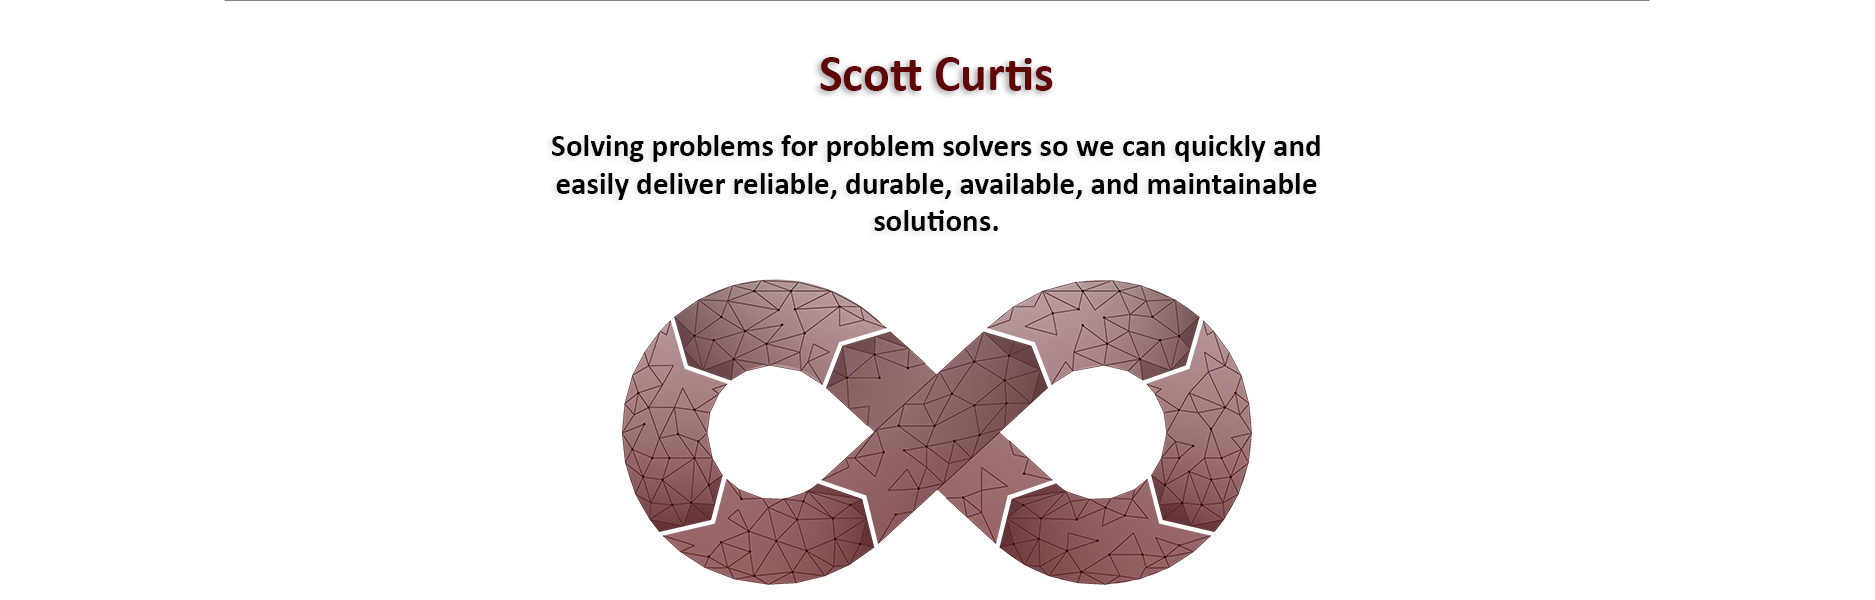 Scott Curtis
Solving problems for problem solvers so we can quickly and
easily deliver reliable, durable, available, and maintainable
solutions.